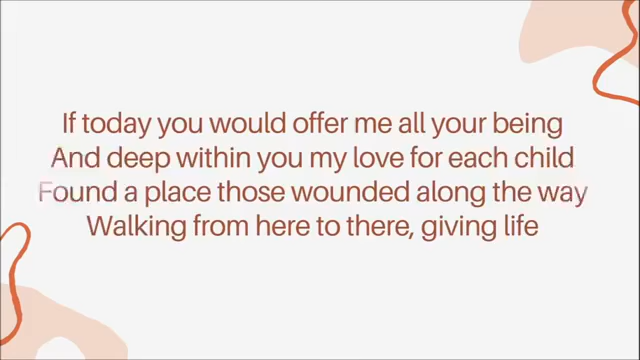 If today you would offer me all your being
And deep within you my love for each child
Found a place those wounded along the way
Walking from here to there, giving life